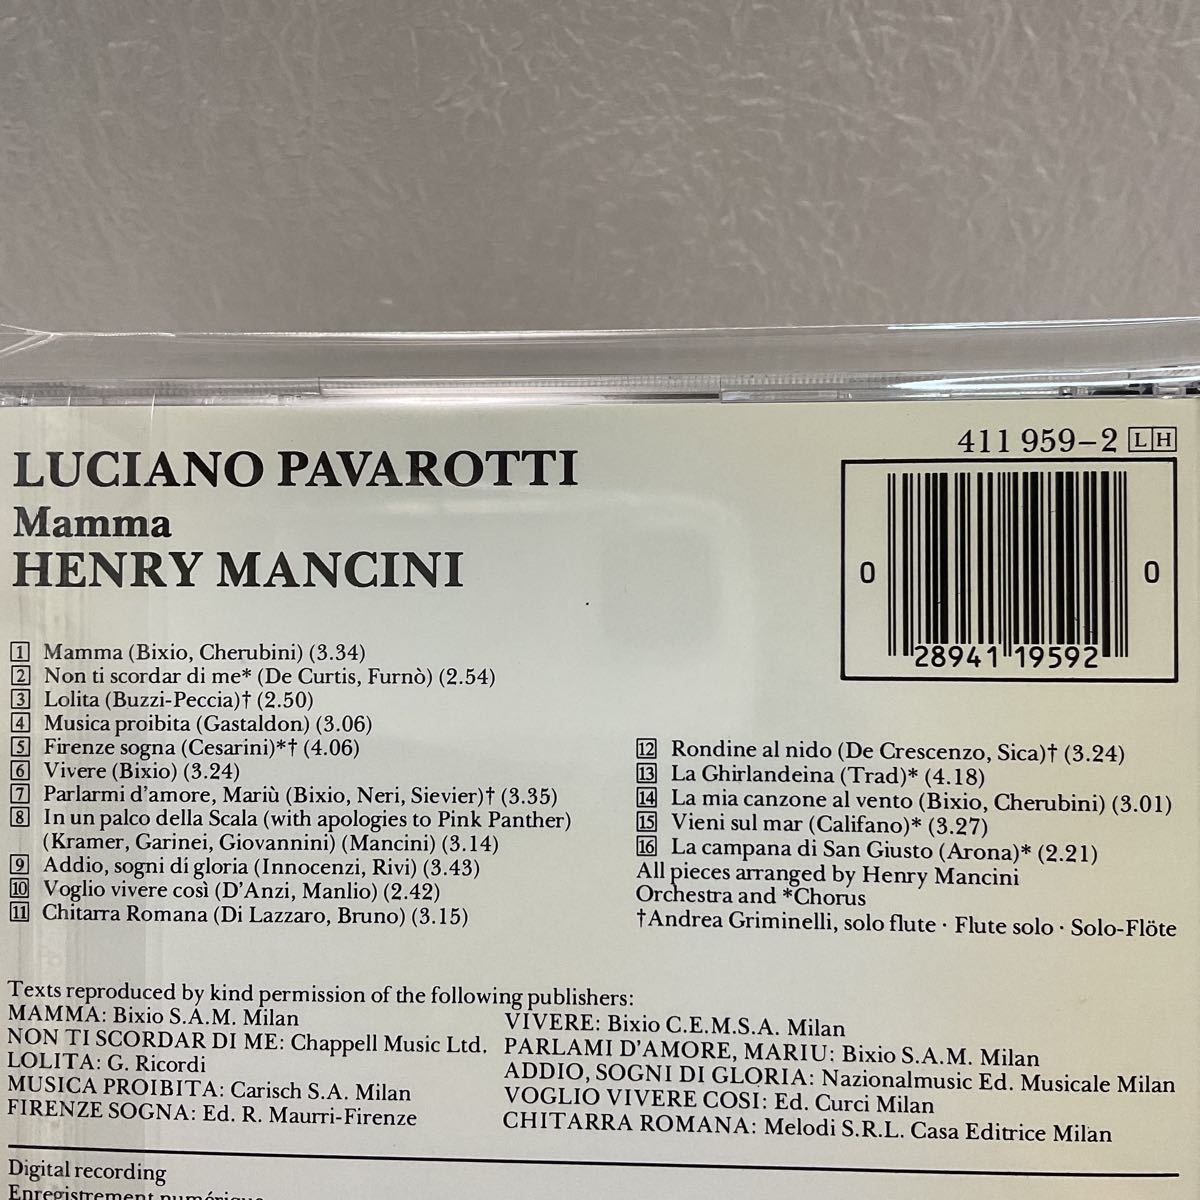 LUCIANO PAVAROTTI
Mamma
HENRY MANCINI
411 959-2 LH
0 28941 19592 0
1 Mamma (Bixio, Cherubini) (3.34)
2 Non ti scordar di me* (De Curtis, Furnò) (2.54)
3 Lolita (Buzzi-Peccia)† (2.50)
4 Musica proibita (Gastaldon) (3.06)
5 Firenze sogna (Cesarini)*† (4.06)
6 Vivere (Bixio) (3.24)
7 Parlarmi d'amore, Mariù (Bixio, Neri, Sievier)† (3.35)
8 In un palco della Scala (with apologies to Pink Panther)
(Kramer, Garinei, Giovannini) (Mancini) (3.14)
9 Addio, sogni di gloria (Innocenzi, Rivi) (3.43)
10 Voglio vivere così (D'Anzi, Manlio) (2.42)
11 Chitarra Romana (Di Lazzaro, Bruno) (3.15)
12 Rondine al nido (De Crescenzo, Sica)† (3.24)
13 La Ghirlandeina (Trad)* (4.18)
14 La mia canzone al vento (Bixio, Cherubini) (3.01)
15 Vieni sul mar (Califano)* (3.27)
16 La campana di San Giusto (Arona)* (2.21)
All pieces arranged by Henry Mancini
Orchestra and *Chorus
†Andrea Griminelli, solo flute · Flute solo · Solo-Flöte
Texts reproduced by kind permission of the following publishers:
MAMMA: Bixio S.A.M. Milan
NON TI SCORDAR DI ME: Chappell Music Ltd.
LOLITA: G. Ricordi
MUSICA PROIBITA: Carisch S.A. Milan
FIRENZE SOGNA: Ed. R. Maurri-Firenze
VIVERE: Bixio C.E.M.S.A. Milan
PARLAMI D'AMORE, MARIU: Bixio S.A.M. Milan
ADDIO, SOGNI DI GLORIA: Nazionalmusic Ed. Musicale Milan
VOGLIO VIVERE COSI: Ed. Curci Milan
CHITARRA ROMANA: Melodi S.R.L. Casa Editrice Milan
Digital recording
Enregistrement numérique